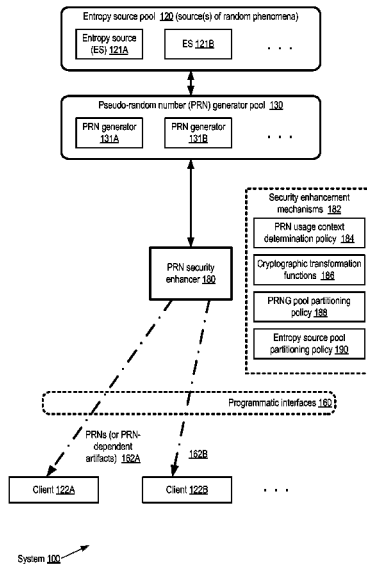 Entropy source pool 120 (source(s) of random phenomena)
Entropy source
(ES) 121A
ES 121B
. . .
Pseudo-random number (PRN) generator pool 130
PRN generator
131A
PRN generator
131B
. . .
Security enhancement
mechanisms 182
PRN usage context
determination policy 184
Cryptographic transformation
functions 186
PRNG pool partitioning
policy 188
Entropy source pool
partitioning policy 190
PRN security
enhancer 180
Programmatic interfaces 160
PRNs (or PRN-
dependent
artifacts) 162A
162B
Client 122A
Client 122B
. . .
System 100